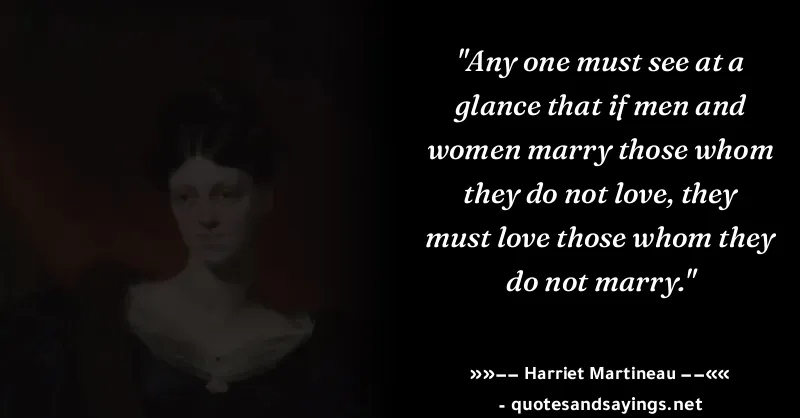 "Any one must see at a
glance that if men and
women marry those whom
they do not love, they
must love those whom they
do not marry."
»»–– Harriet Martineau ––««
- quotesandsayings.net